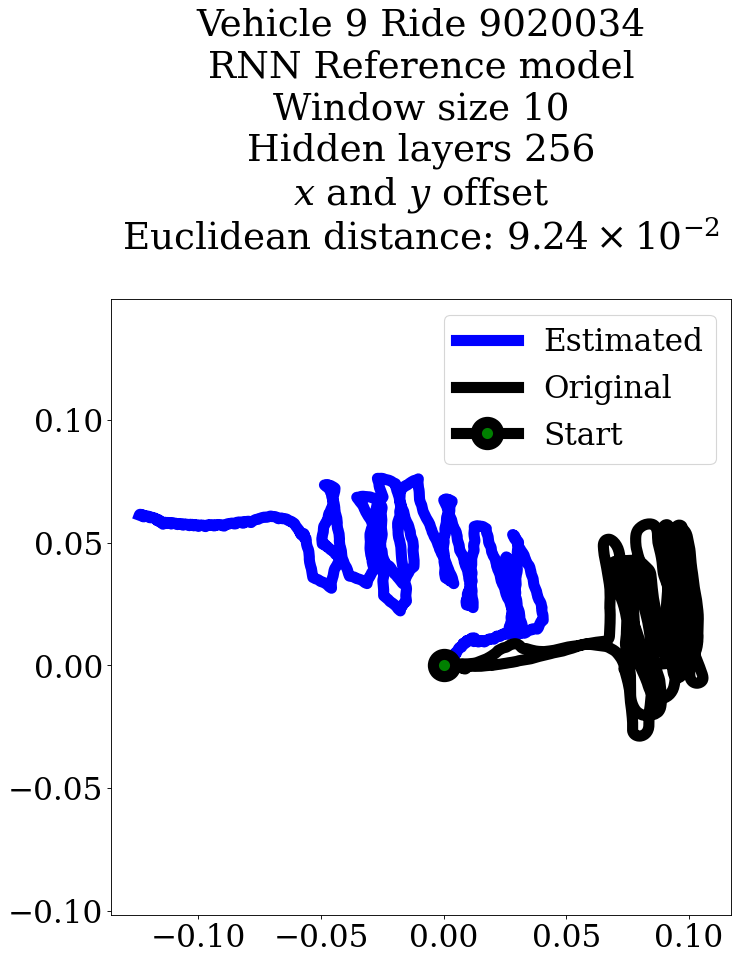 Vehicle 9 Ride 9020034
RNN Reference model
Window size 10
Hidden layers 256
x and y offset
Euclidean distance: 9.24 × 10⁻²
Estimated
Original
Start
0.10
0.05
0.00
−0.05
−0.10
−0.10 −0.05 0.00 0.05 0.10